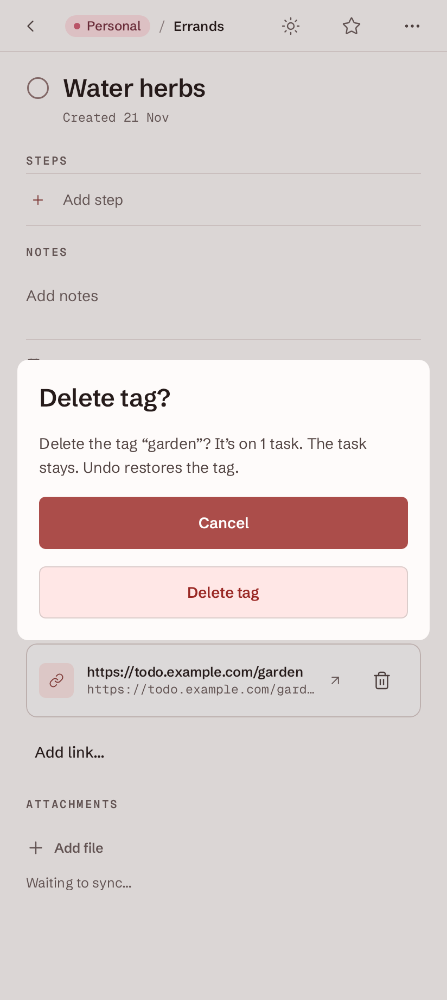 Personal / Errands
Water herbs
Created 21 Nov
STEPS
Add step
NOTES
Add notes
Delete tag?
Delete the tag “garden”? It’s on 1 task. The task
stays. Undo restores the tag.
Cancel
Delete tag
https://todo.example.com/garden
https://todo.example.com/gard…
Add link…
ATTACHMENTS
Add file
Waiting to sync…